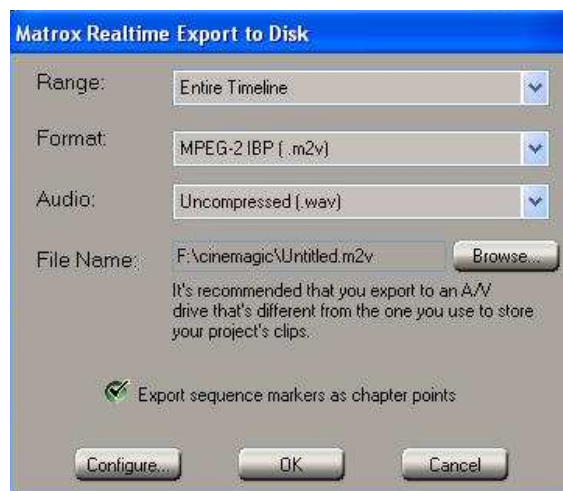 Matrox Realtime Export to Disk
Range: Entire Timeline
Format: MPEG-2 IBP ( .m2v)
Audio: Uncompressed (.wav)
File Name: F:\cinemagic\Untitled.m2v Browse...
It's recommended that you export to an A/V
drive that's different from the one you use to store
your project's clips.
Export sequence markers as chapter points
Configure... OK Cancel